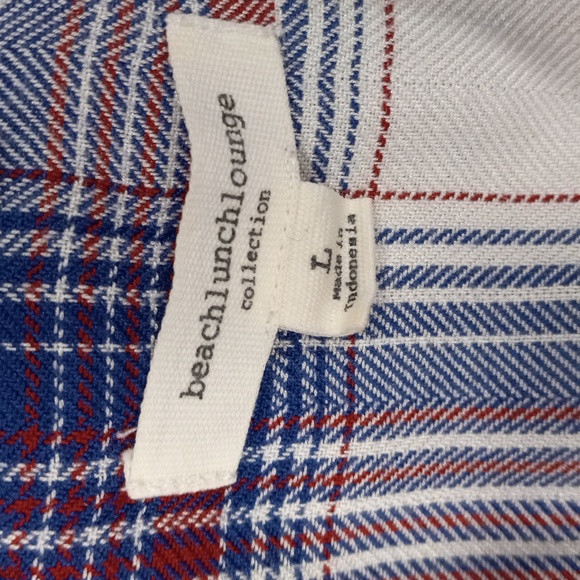 beachlunchlounge
collection
L
Made in
Indonesia